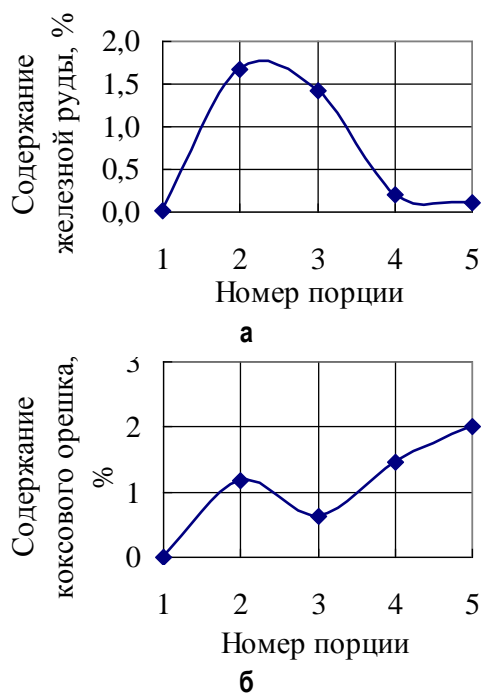 Содержание
железной руды, %
2,0
1,5
1,0
0,5
0,0
1 2 3 4 5
Номер порции
а
Содержание
коксового орешка,
%
3
2
1
0
1 2 3 4 5
Номер порции
б